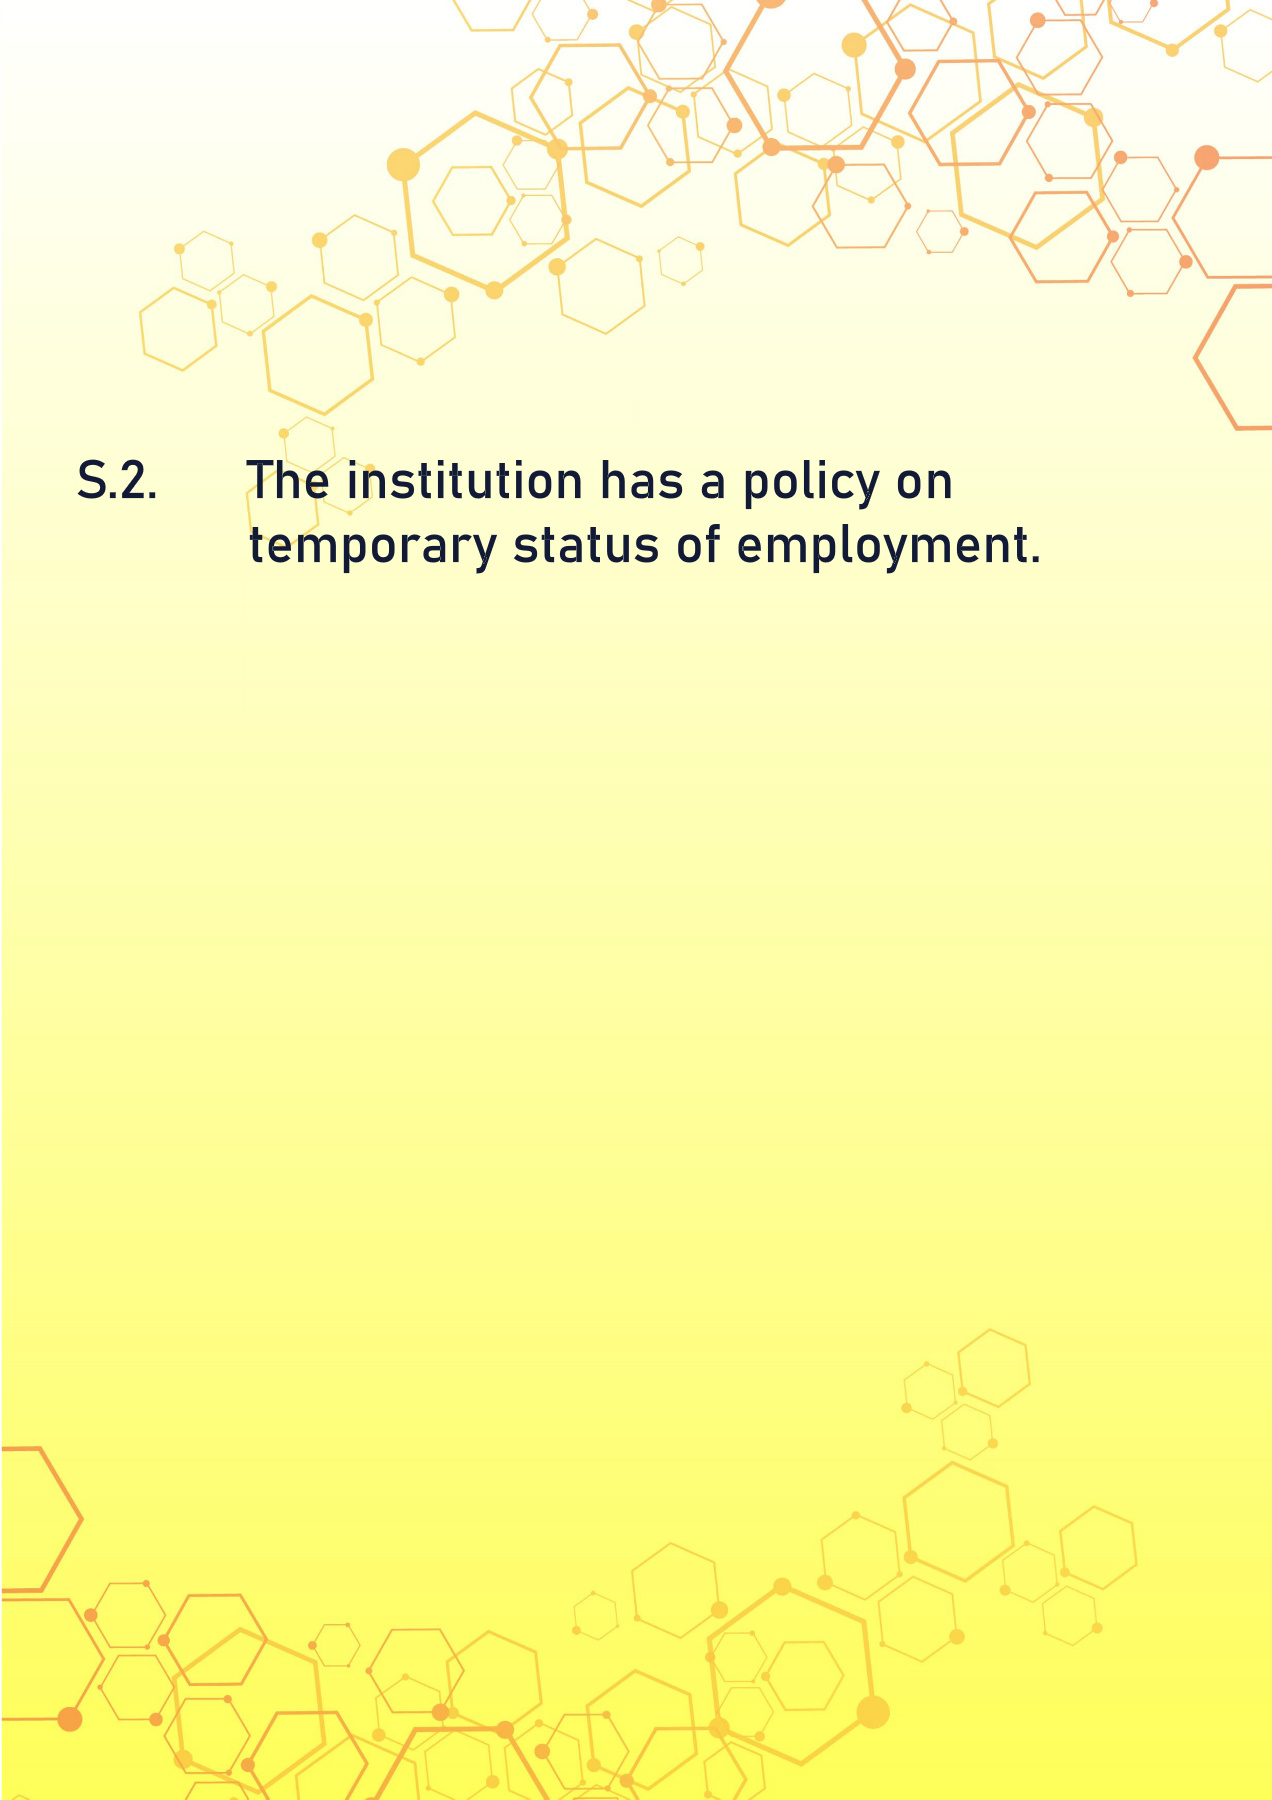 S.2. The institution has a policy on
temporary status of employment.